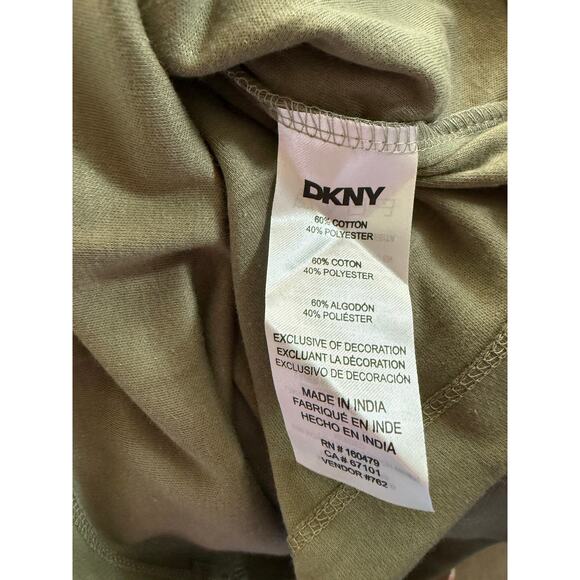 DKNY
60% COTTON
40% POLYESTER
60% COTON
40% POLYESTER
60% ALGODÓN
40% POLIÉSTER
EXCLUSIVE OF DECORATION
EXCLUANT LA DÉCORATION
EXCLUSIVO DE DECORACIÓN
MADE IN INDIA
FABRIQUÉ EN INDE
HECHO EN INDIA
RN # 160479
CA # 67101
VENDOR #762